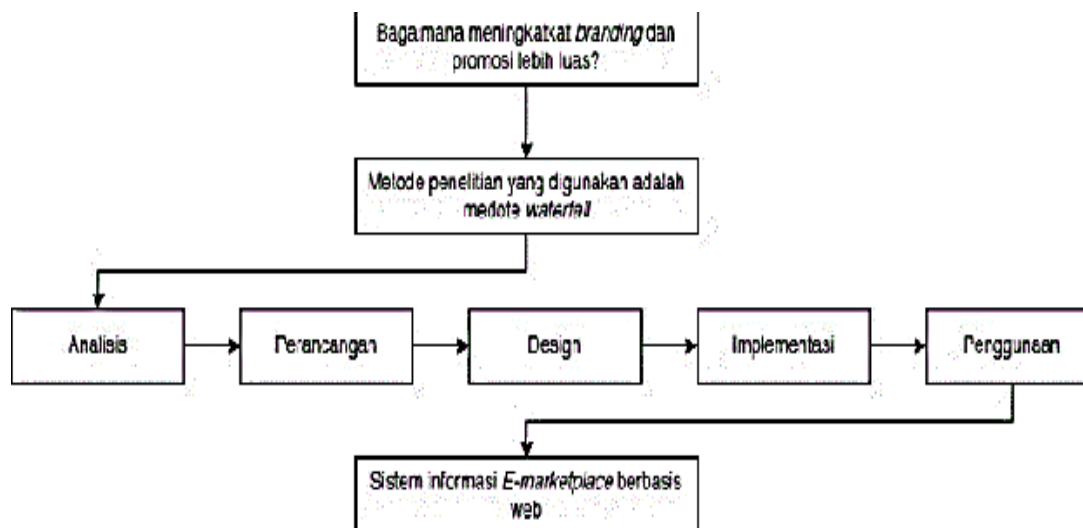 Bagaimana meningkatkat branding dan
promosi lebih luas?
Metode penelitian yang digunakan adalah
medote waterfall
Analisis
Perancangan
Design
Implementasi
Penggunaan
Sistem informasi E-marketplace berbasis
web